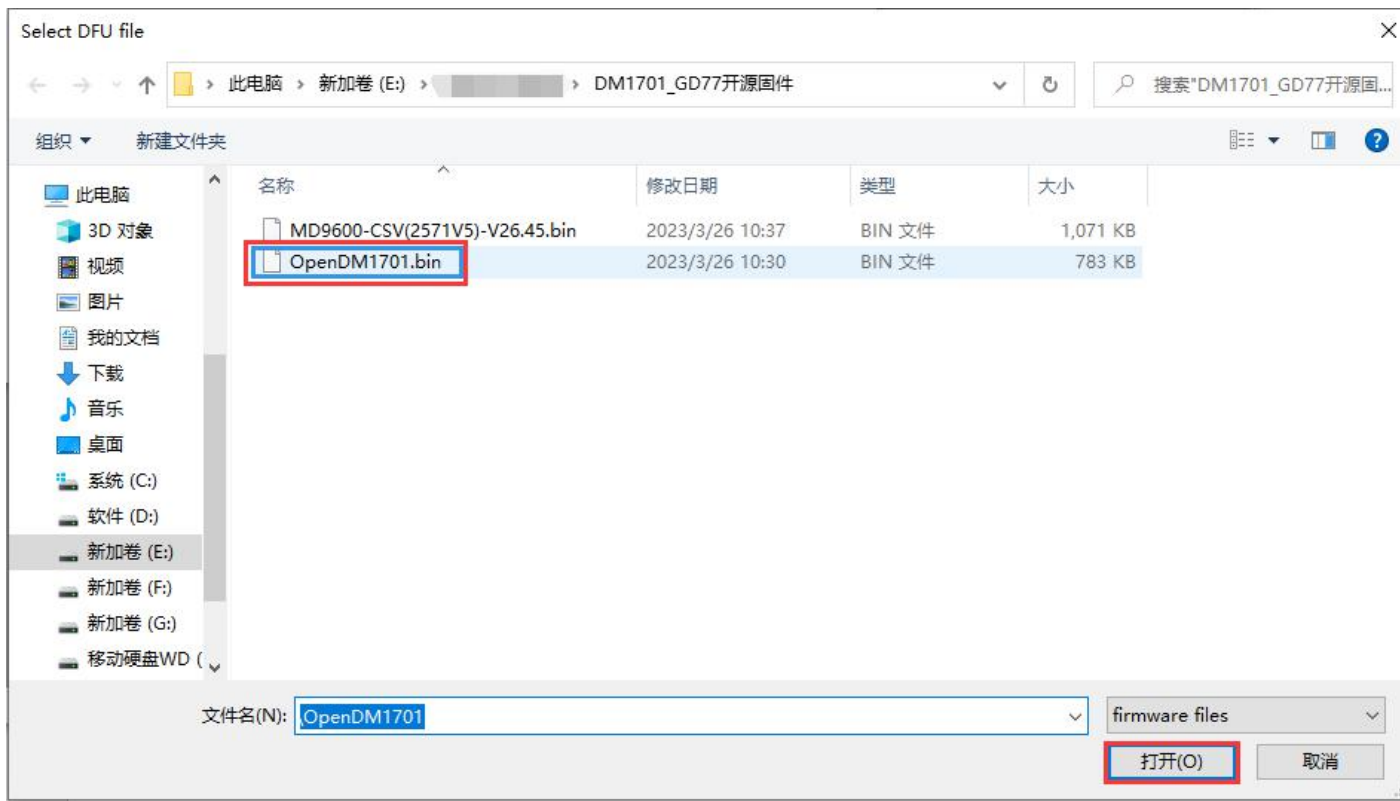 Select DFU file
此电脑 › 新加卷 (E:) › › DM1701_GD77开源固件
搜索"DM1701_GD77开源固...
组织 新建文件夹
名称 修改日期 类型 大小
MD9600-CSV(2571V5)-V26.45.bin 2023/3/26 10:37 BIN 文件 1,071 KB
OpenDM1701.bin 2023/3/26 10:30 BIN 文件 783 KB
此电脑
3D 对象
视频
图片
我的文档
下载
音乐
桌面
系统 (C:)
软件 (D:)
新加卷 (E:)
新加卷 (F:)
新加卷 (G:)
移动硬盘WD (
文件名(N): \OpenDM1701
firmware files
打开(O) 取消